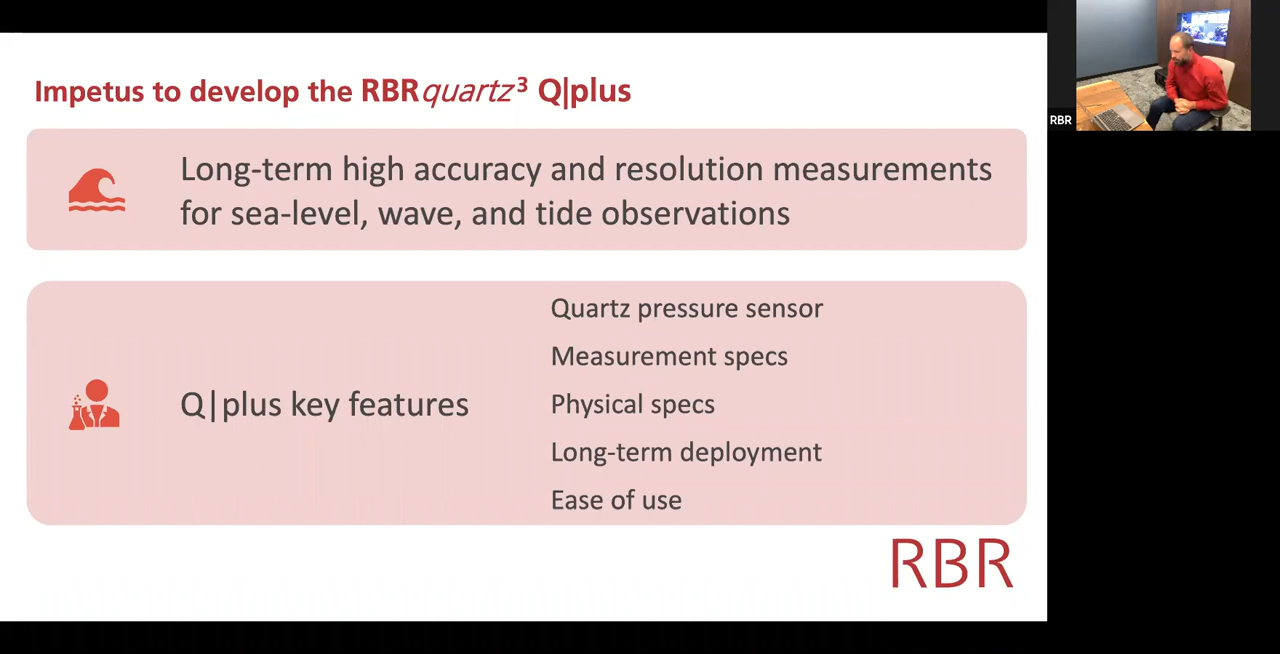 Impetus to develop the RBRquartz³ Q|plus
Long-term high accuracy and resolution measurements
for sea-level, wave, and tide observations
Q|plus key features
Quartz pressure sensor
Measurement specs
Physical specs
Long-term deployment
Ease of use
RBR
RBR